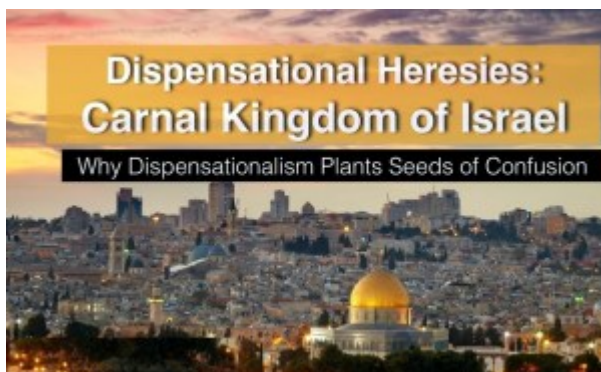 Dispensational Heresies:
Carnal Kingdom of Israel
Why Dispensationalism Plants Seeds of Confusion